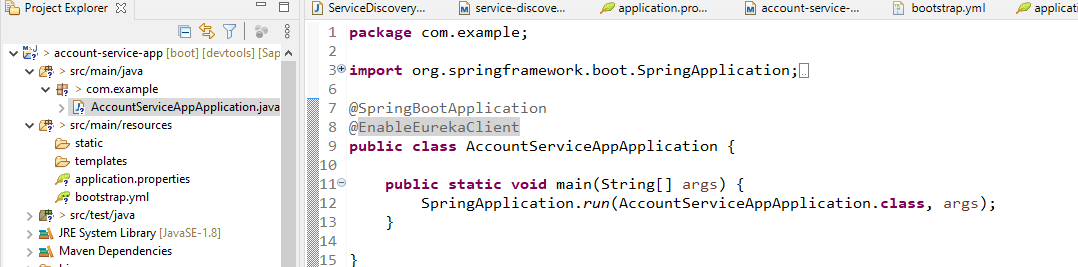 Project Explorer
account-service-app [boot] [devtools] [Sap
> src/main/java
> com.example
> AccountServiceAppApplication.java
> src/main/resources
static
templates
application.properties
bootstrap.yml
> src/test/java
JRE System Library [JavaSE-1.8]
Maven Dependencies
ServiceDiscovery... service-discove... application.pro... account-service-... bootstrap.yml applicati
1 package com.example;
3 import org.springframework.boot.SpringApplication;
6
7 @SpringBootApplication
8 @EnableEurekaClient
9 public class AccountServiceAppApplication {
10
11 public static void main(String[] args) {
12 SpringApplication.run(AccountServiceAppApplication.class, args);
13 }
14
15 }